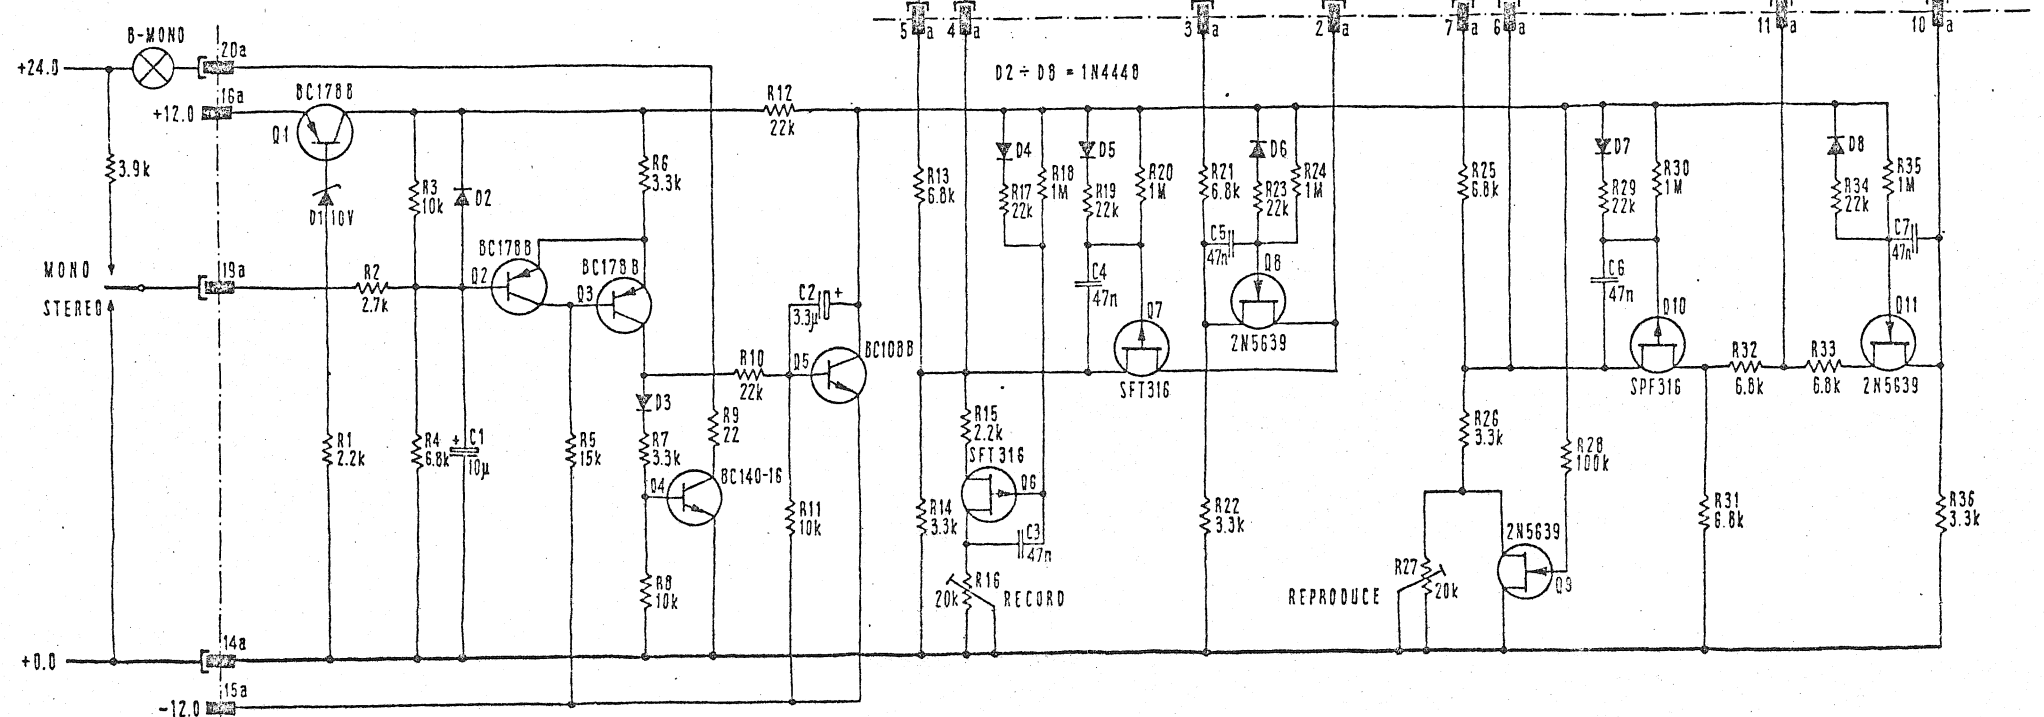 B-MONO
+24.0
20a
16a
+12.0
BC178B
Q1
3.9k
D1 10V
R3
10k
D2
R6
3.3k
R12
22k
MONO
STEREO
19a
R2
2.7k
BC178B
Q2
BC178B
Q3
C2
+
3.3µ
R10
22k
Q5
BC108B
D3
R1
2.2k
R4
6.8k
+
C1
10µ
R5
15k
R7
3.3k
R9
22
Q4
BC140-16
R8
10k
R11
10k
14a
+0.0
15a
-12.0
5
a
4
a
3
a
2
a
7
a
6
a
11
a
10
a
D2 ÷ D8 = 1N4448
R13
6.8k
D4
R17
22k
R18
1M
D5
R19
22k
R20
1M
R21
6.8k
D6
R23
22k
R24
1M
C5
47n
Q8
2N5639
C4
47n
Q7
SFT316
R15
2.2k
SFT316
Q6
R14
3.3k
C3
47n
R16
20k
RECORD
R22
3.3k
R25
6.8k
D7
R29
22k
R30
1M
C6
47n
Q10
SPF316
D8
R34
22k
R35
1M
C7
47n
Q11
2N5639
R32
6.8k
R33
6.8k
R26
3.3k
R28
100k
R27
20k
REPRODUCE
2N5639
Q9
R31
6.8k
R36
3.3k